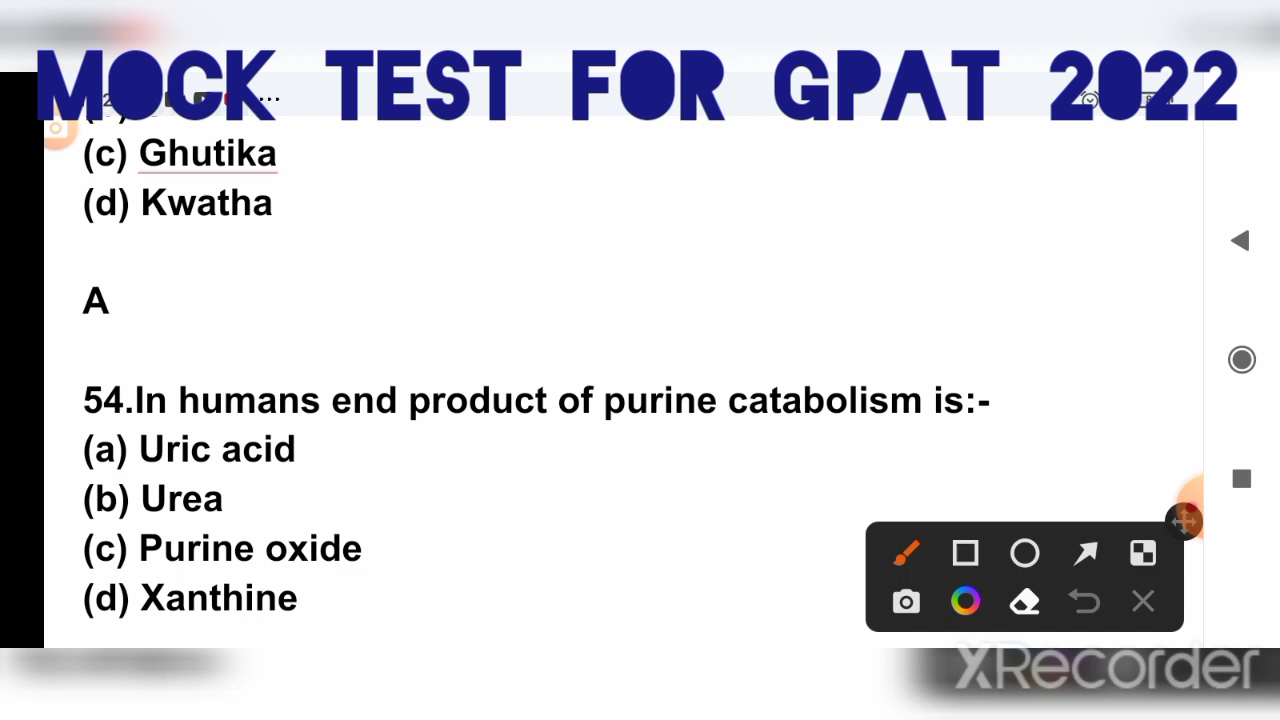 MOCK TEST FOR GPAT 2022
(c) Ghutika
(d) Kwatha
A
54.In humans end product of purine catabolism is:-
(a) Uric acid
(b) Urea
(c) Purine oxide
(d) Xanthine
XRecorder